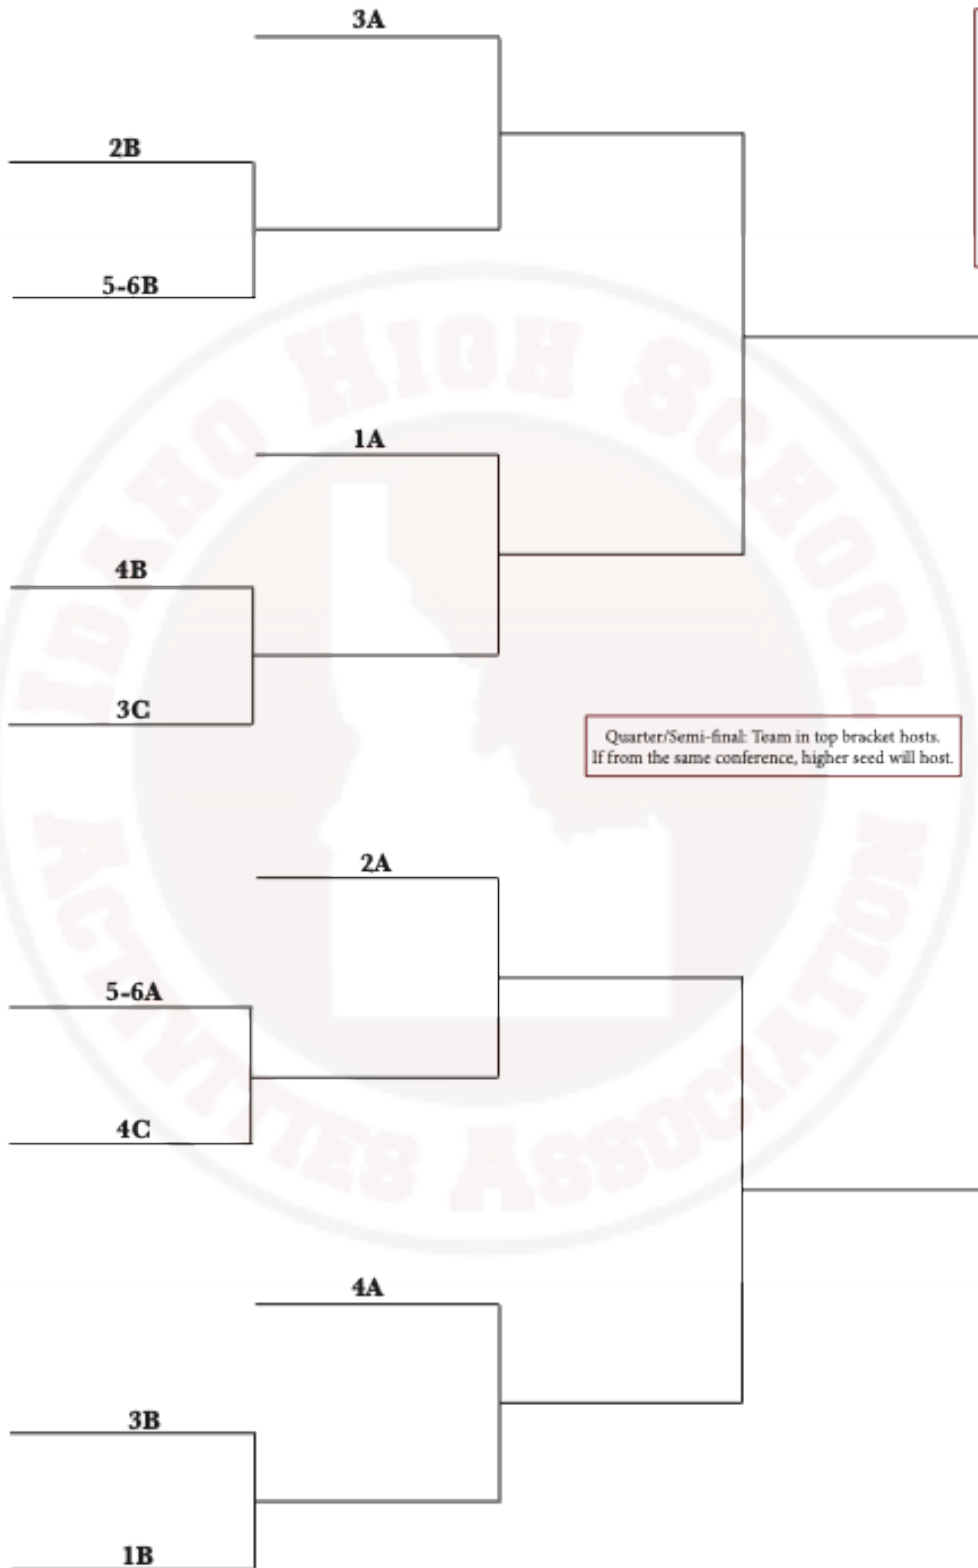 3A
2B
5-6B
1A
4B
3C
Quarter/Semi-final: Team in top bracket hosts.
If from the same conference, higher seed will host.
2A
5-6A
4C
4A
3B
1B
IDAHO HIGH SCHOOL
ACTIVITIES ASSOCIATION